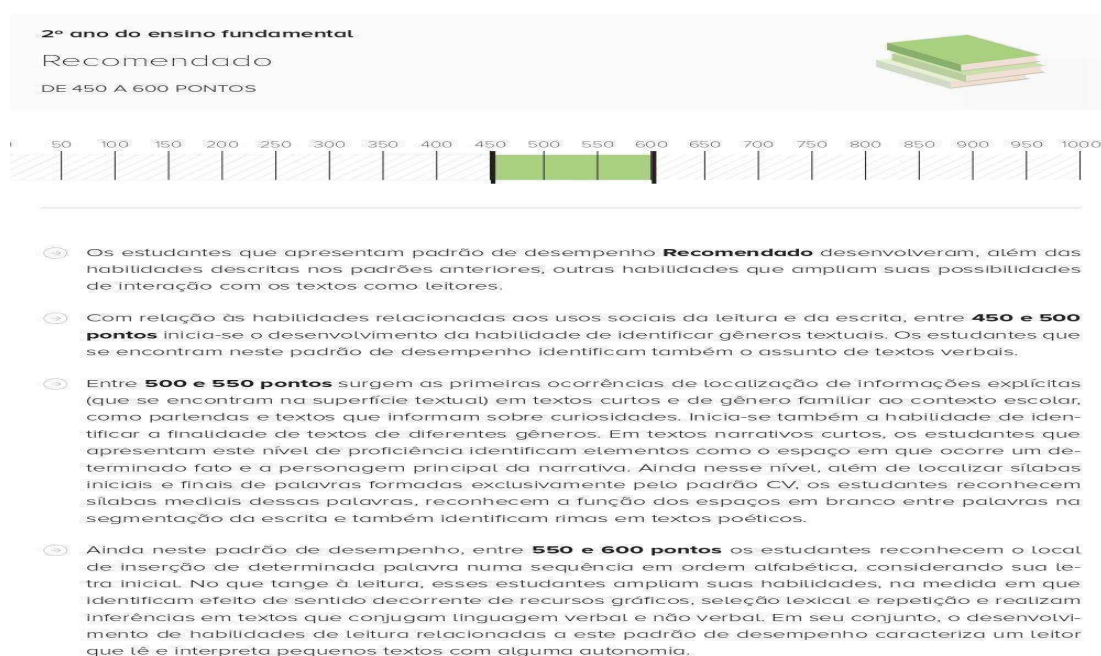 2º ano do ensino fundamental
Recomendado
DE 450 A 600 PONTOS
50 100 150 200 250 300 350 400 450 500 550 600 650 700 750 800 850 900 950 1000
Os estudantes que apresentam padrão de desempenho Recomendado desenvolveram, além das
habilidades descritas nos padrões anteriores, outras habilidades que ampliam suas possibilidades
de interação com os textos como leitores.
Com relação às habilidades relacionadas aos usos sociais da leitura e da escrita, entre 450 e 500
pontos inicia-se o desenvolvimento da habilidade de identificar gêneros textuais. Os estudantes que
se encontram neste padrão de desempenho identificam também o assunto de textos verbais.
Entre 500 e 550 pontos surgem as primeiras ocorrências de localização de informações explícitas
(que se encontram na superfície textual) em textos curtos e de gênero familiar ao contexto escolar,
como parlendas e textos que informam sobre curiosidades. Inicia-se também a habilidade de iden-
tificar a finalidade de textos de diferentes gêneros. Em textos narrativos curtos, os estudantes que
apresentam este nível de proficiência identificam elementos como o espaço em que ocorre um de-
terminado fato e a personagem principal da narrativa. Ainda nesse nível, além de localizar sílabas
iniciais e finais de palavras formadas exclusivamente pelo padrão CV, os estudantes reconhecem
sílabas mediais dessas palavras, reconhecem a função dos espaços em branco entre palavras na
segmentação da escrita e também identificam rimas em textos poéticos.
Ainda neste padrão de desempenho, entre 550 e 600 pontos os estudantes reconhecem o local
de inserção de determinada palavra numa sequência em ordem alfabética, considerando sua le-
tra inicial. No que tange à leitura, esses estudantes ampliam suas habilidades, na medida em que
identificam efeito de sentido decorrente de recursos gráficos, seleção lexical e repetição e realizam
inferências em textos que conjugam linguagem verbal e não verbal. Em seu conjunto, o desenvolvi-
mento de habilidades de leitura relacionadas a este padrão de desempenho caracteriza um leitor
que lê e interpreta pequenos textos com alguma autonomia.